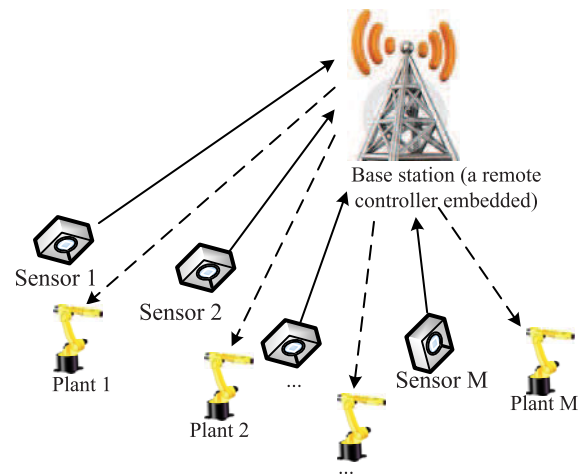 Base station (a remote
controller embedded)
Sensor 1
Sensor 2
...
Sensor M
Plant 1
Plant 2
...
Plant M